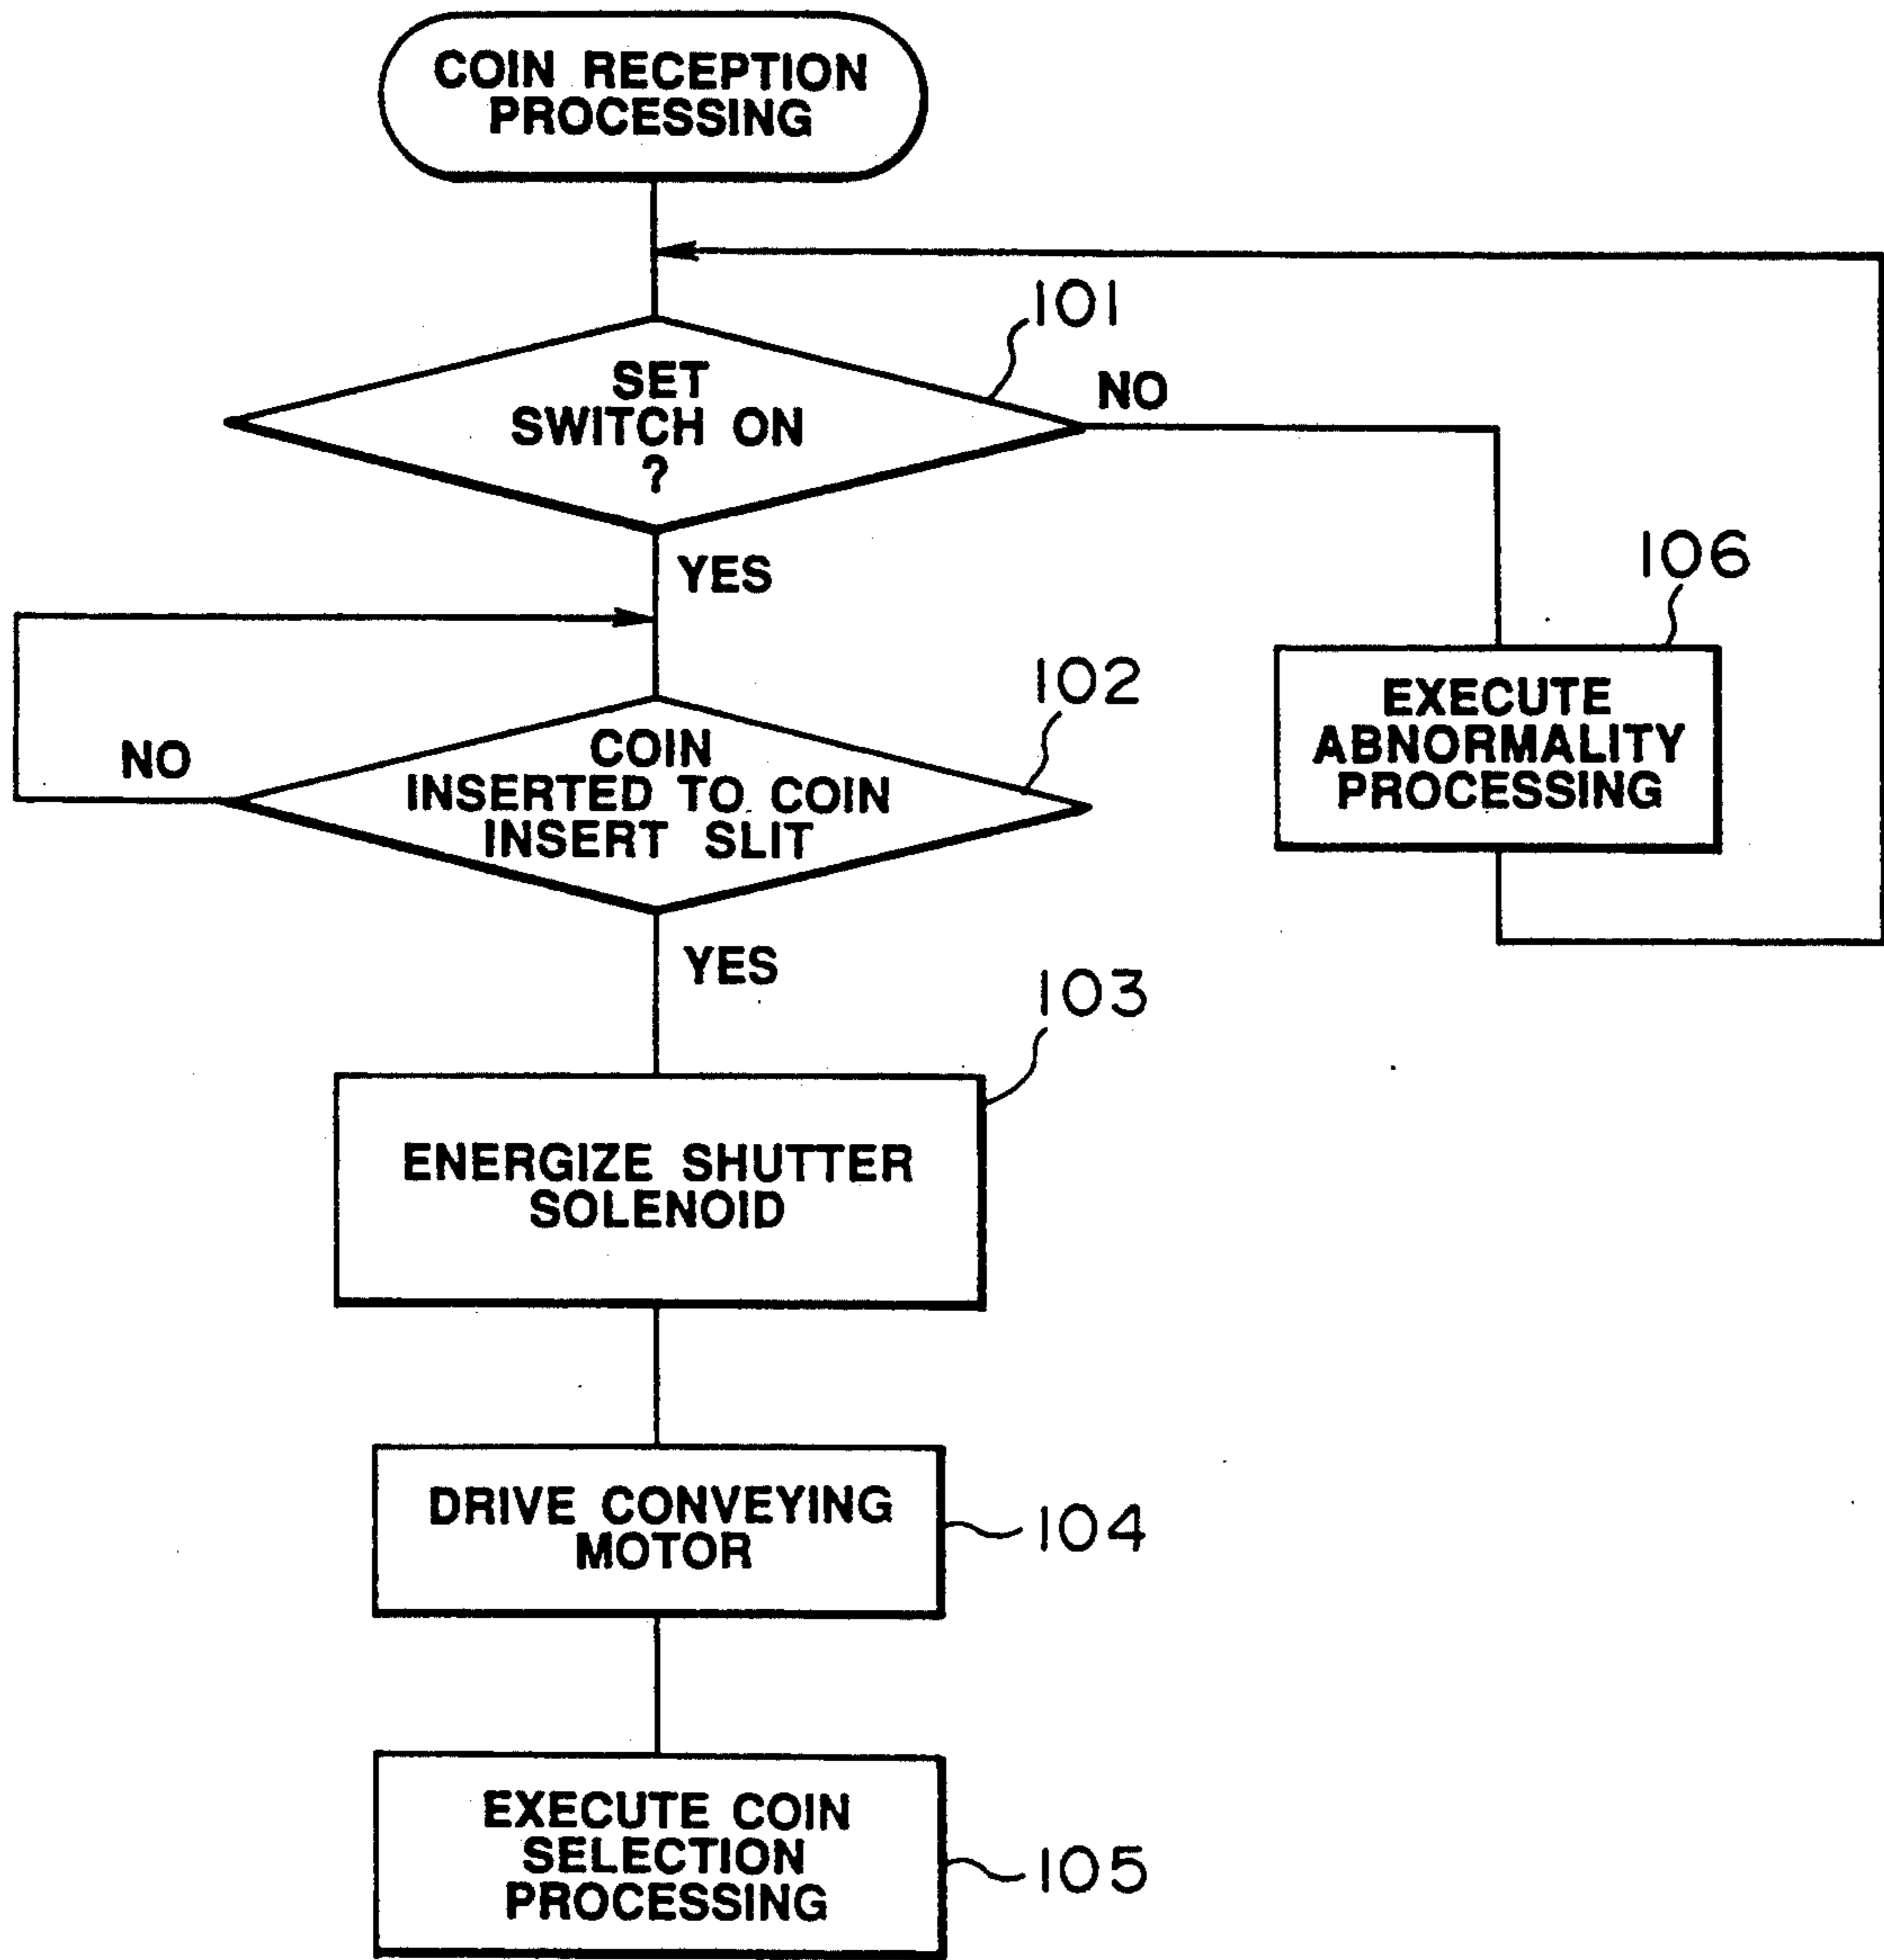 COIN RECEPTION
PROCESSING
101
SET
SWITCH ON
?
NO
YES
106
EXECUTE
ABNORMALITY
PROCESSING
102
COIN
INSERTED TO COIN
INSERT SLIT
NO
YES
103
ENERGIZE SHUTTER
SOLENOID
DRIVE CONVEYING
MOTOR
104
EXECUTE COIN
SELECTION
PROCESSING
105